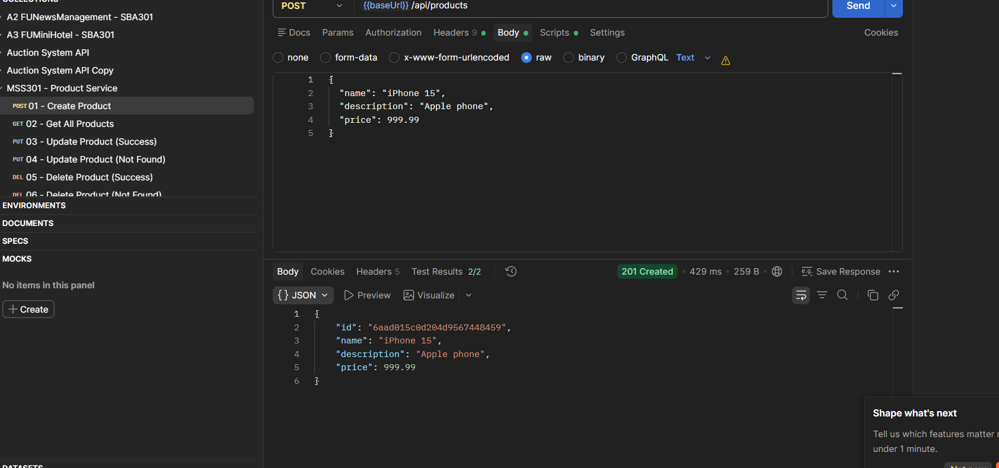 COLLECTIONS
A2 FUNewsManagement - SBA301
A3 FUMiniHotel - SBA301
Auction System API
Auction System API Copy
MSS301 - Product Service
POST 01 - Create Product
GET 02 - Get All Products
PUT 03 - Update Product (Success)
PUT 04 - Update Product (Not Found)
DEL 05 - Delete Product (Success)
DEL 06 - Delete Product (Not Found)
ENVIRONMENTS
DOCUMENTS
SPECS
MOCKS
No items in this panel
+ Create
DATASETS
POST {{baseUrl}} /api/products Send
Docs Params Authorization Headers 9 Body Scripts Settings Cookies
none form-data x-www-form-urlencoded raw binary GraphQL Text
1 {
2 "name": "iPhone 15",
3 "description": "Apple phone",
4 "price": 999.99
5 }
Body Cookies Headers 5 Test Results 2/2 201 Created • 429 ms • 259 B • e.g. Save Response
{ } JSON Preview Visualize
1 {
2 "id": "6aad015c0d204d9567448459",
3 "name": "iPhone 15",
4 "description": "Apple phone",
5 "price": 999.99
6 }
Shape what's next
Tell us which features matter
under 1 minute.
Not now